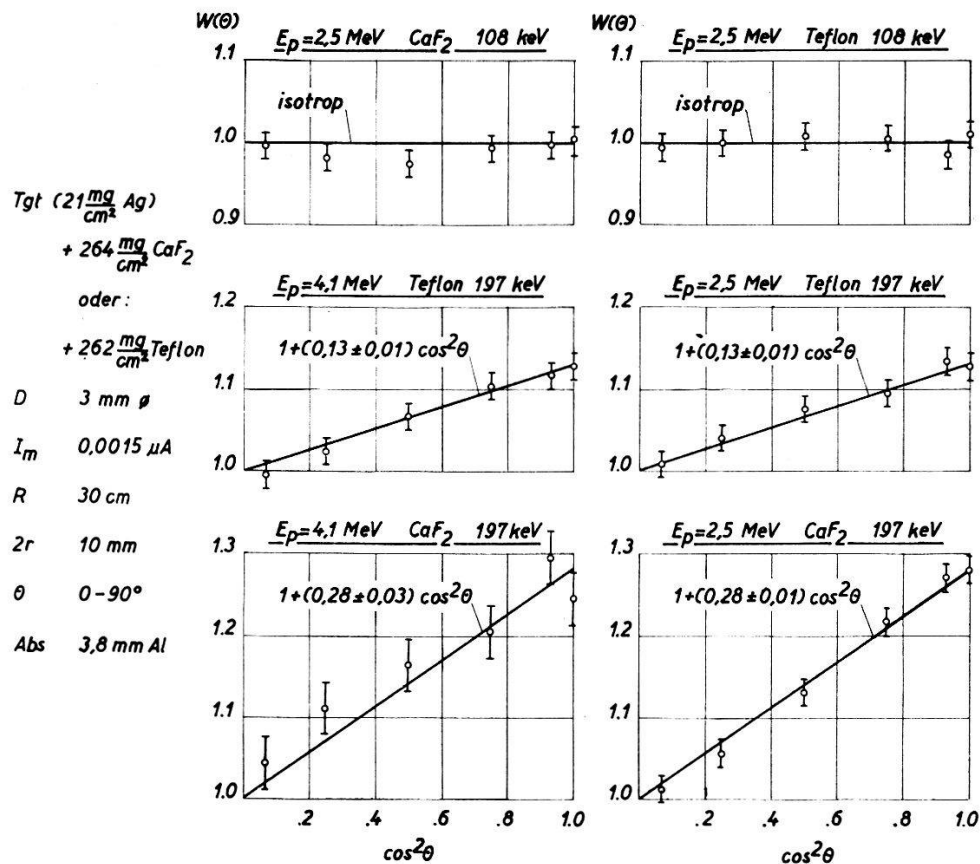 W(Θ)
E_p = 2,5 MeV CaF₂ 108 keV
1.1
isotrop
1.0
0.9
W(Θ)
E_p = 2,5 MeV Teflon 108 keV
1.1
isotrop
1.0
0.9
Tgt (21 mg/cm² Ag)
+ 264 mg/cm² CaF₂
oder:
+ 262 mg/cm² Teflon
D 3 mm ø
I_m 0,0015 μA
R 30 cm
2r 10 mm
Θ 0-90°
Abs 3,8 mm Al
E_p = 4,1 MeV Teflon 197 keV
1.2
1+(0,13±0,01) cos²Θ
1.1
1.0
E_p = 2,5 MeV Teflon 197 keV
1.2
1+(0,13±0,01) cos²Θ
1.1
1.0
E_p = 4,1 MeV CaF₂ 197 keV
1.3
1+(0,28±0,03) cos²Θ
1.2
1.1
1.0
.2 .4 .6 .8 1.0
cos²Θ
E_p = 2,5 MeV CaF₂ 197 keV
1.3
1+(0,28±0,01) cos²Θ
1.2
1.1
1.0
.2 .4 .6 .8 1.0
cos²Θ